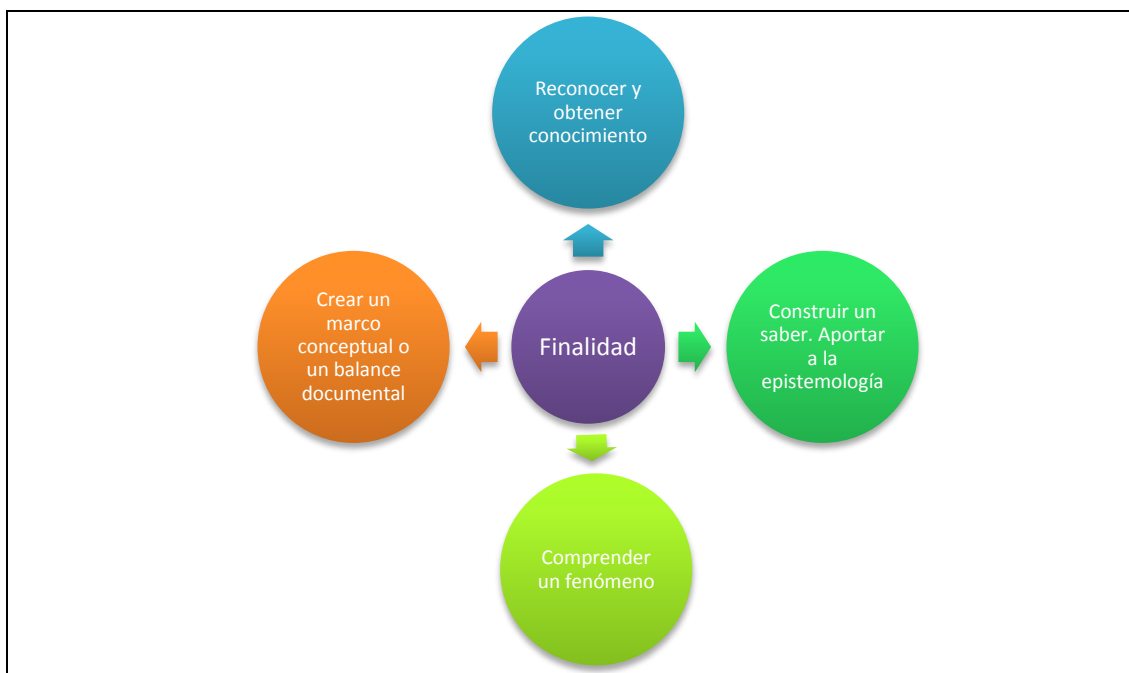 Reconocer y
obtener
conocimiento
Crear un
marco
conceptual o
un balance
documental
Finalidad
Construir un
saber. Aportar
a la
epistemología
Comprender
un fenómeno